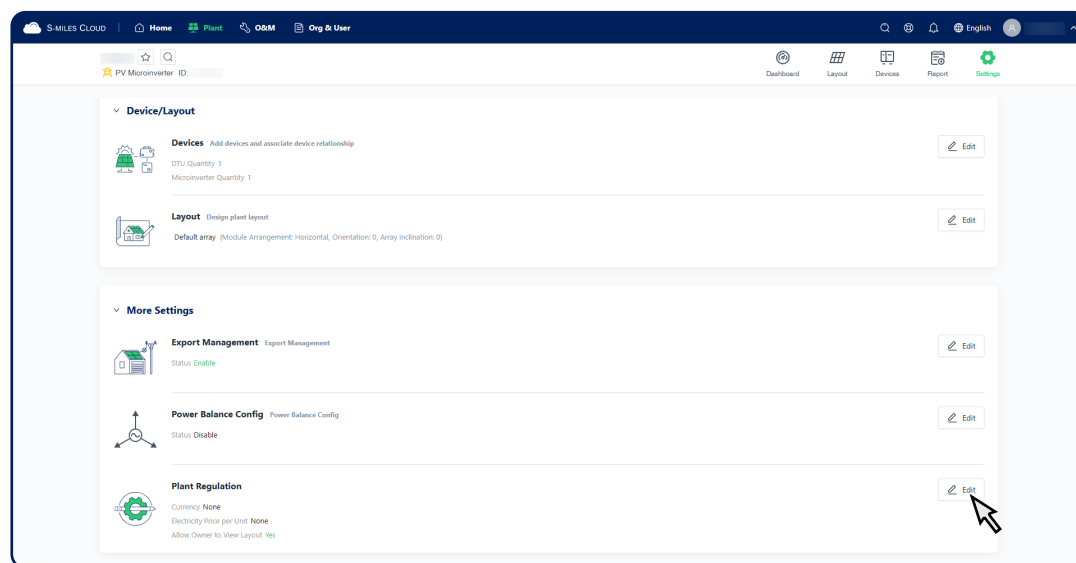 S-MILES CLOUD | Home Plant O&M Org & User English A
PV Microinverter ID:
Dashboard Layout Devices Report Settings
Device/Layout
Devices Add devices and associate device relationship
Edit
DTU Quantity 1
Microinverter Quantity 1
Layout Design plant layout
Edit
Default array (Module Arrangement: Horizontal, Orientation: 0, Array Inclination: 0)
More Settings
Export Management Export Management
Edit
Status Enable
Power Balance Config Power Balance Config
Edit
Status Disable
Plant Regulation
Edit
Currency None
Electricity Price per Unit None
Allow Owner to View Layout Yes